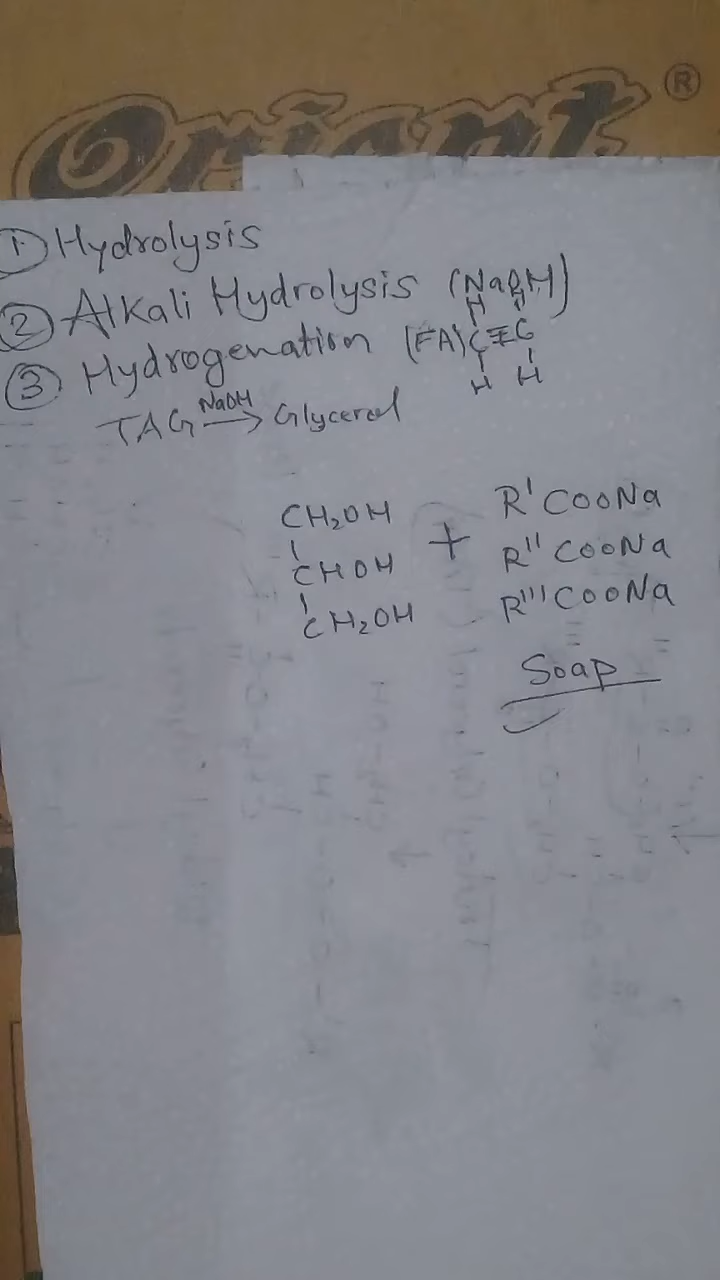 Orient ®
① Hydrolysis
② Alkali Hydrolysis (NaOH)
③ Hydrogenation (FA) C=C
H H
H H
TAG NaOH → Glycerol
CH₂OH + R'COONa
CHOH R''COONa
CH₂OH R'''COONa
Soap